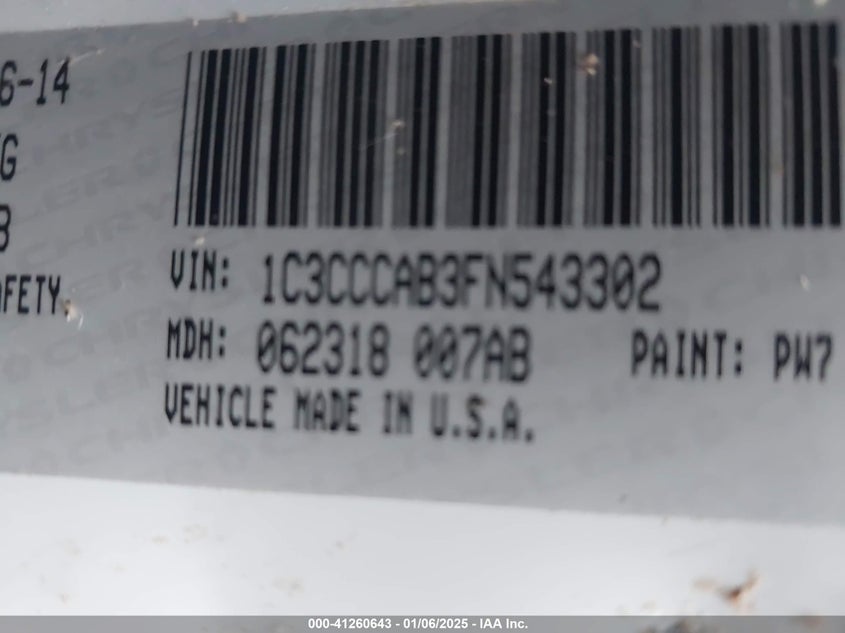 6-14
G
B
AFETY.
VIN: 1C3CCCAB3FN543302
MDH: 062318 007AB PAINT: PW7
VEHICLE MADE IN U.S.A.
000-41260643 - 01/06/2025 - IAA Inc.